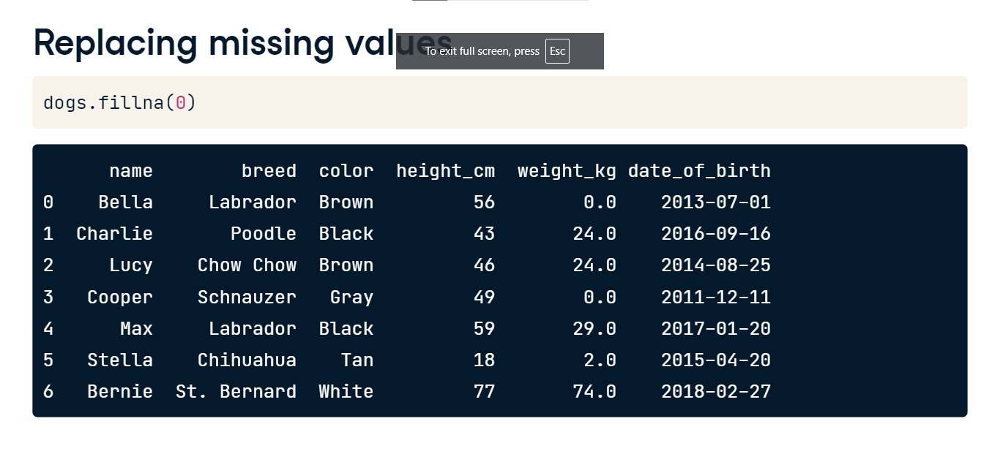 Replacing missing values
To exit full screen, press Esc
dogs.fillna(0)
name breed color height_cm weight_kg date_of_birth
0 Bella Labrador Brown 56 0.0 2013-07-01
1 Charlie Poodle Black 43 24.0 2016-09-16
2 Lucy Chow Chow Brown 46 24.0 2014-08-25
3 Cooper Schnauzer Gray 49 0.0 2011-12-11
4 Max Labrador Black 59 29.0 2017-01-20
5 Stella Chihuahua Tan 18 2.0 2015-04-20
6 Bernie St. Bernard White 77 74.0 2018-02-27